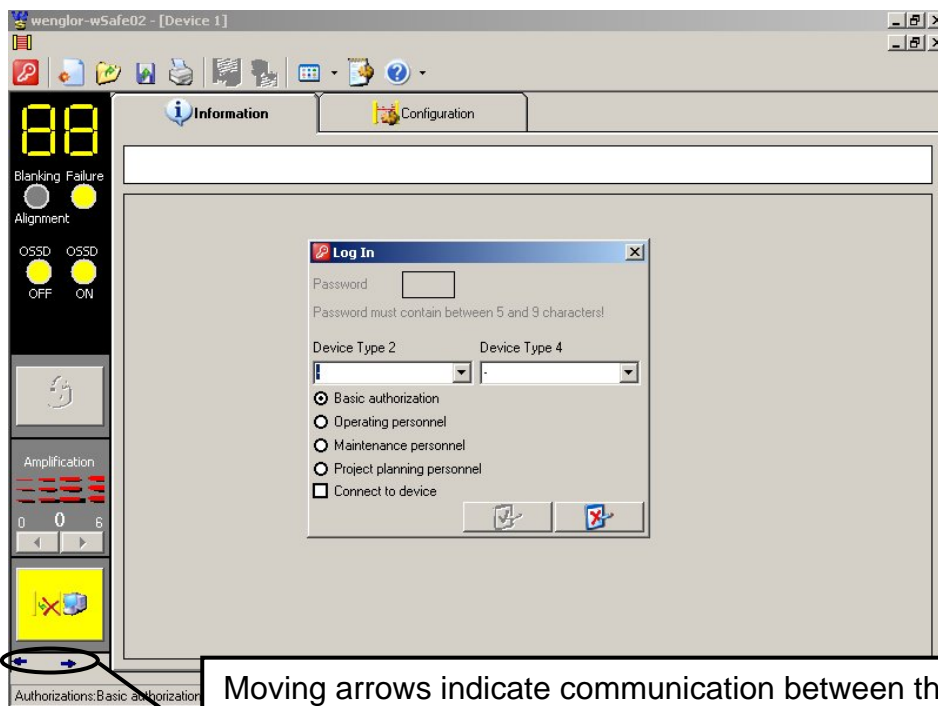 wenglor-wSafe02 - [Device 1]
Information
Configuration
88
Blanking Failure
Alignment
OSSD OSSD
OFF ON
Log In
Password
Password must contain between 5 and 9 characters!
Device Type 2 Device Type 4
- -
Basic authorization
Operating personnel
Maintenance personnel
Project planning personnel
Connect to device
Amplification
0 0 6
Authorizations:Basic authorization
Moving arrows indicate communication between th